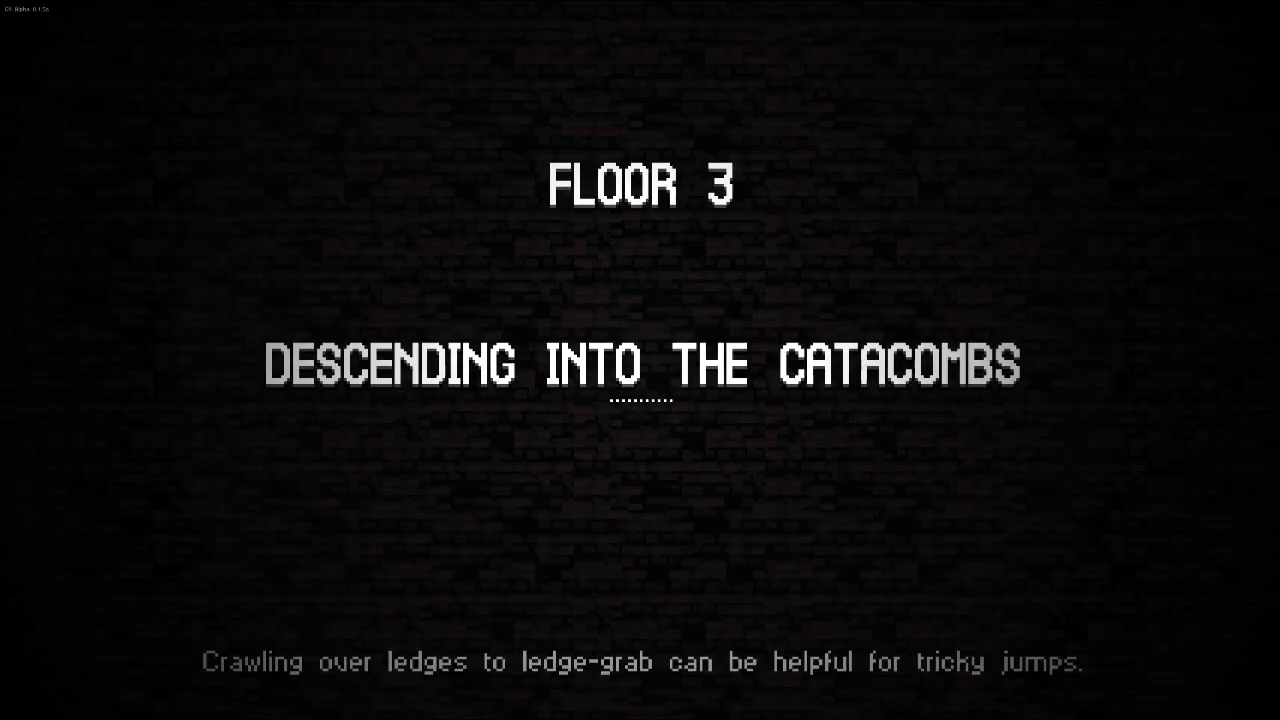 FLOOR 3
DESCENDING INTO THE CATACOMBS
Crawling over ledges to ledge-grab can be helpful for tricky jumps.